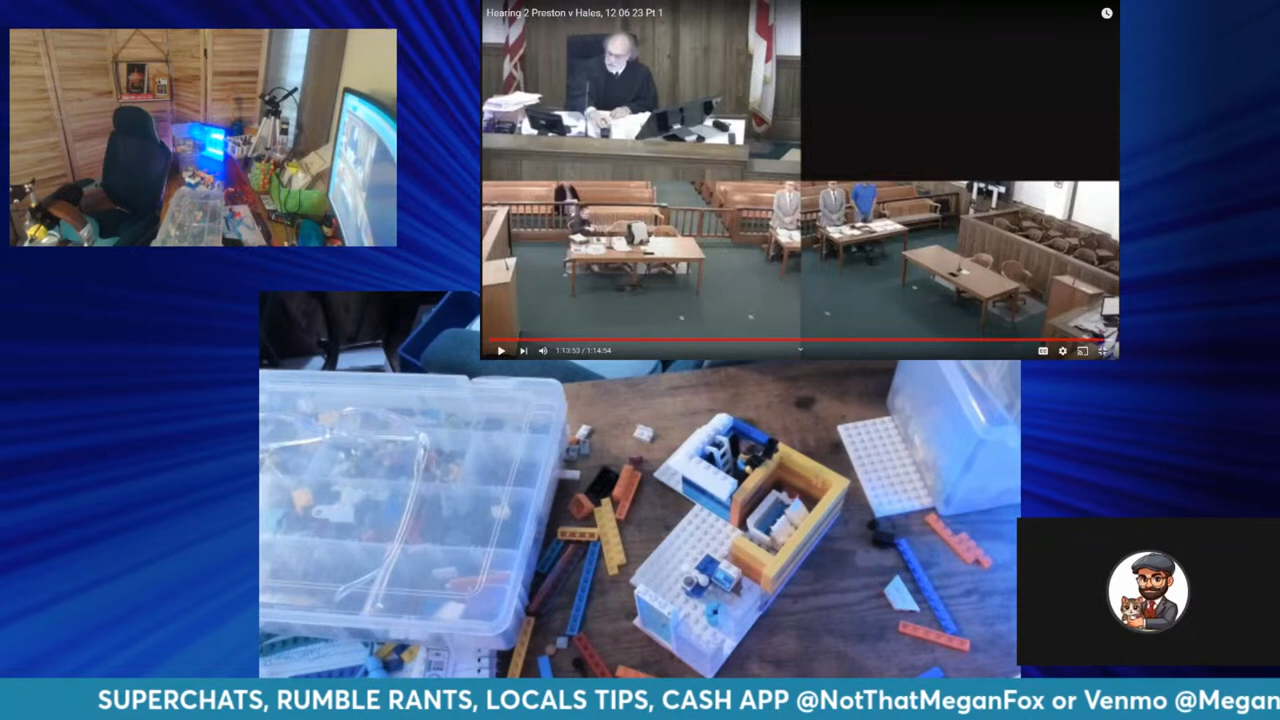 Hearing 2 Preston v Hales, 12 06 23 Pt 1
1:13:53 / 1:14:54
SUPERCHATS, RUMBLE RANTS, LOCALS TIPS, CASH APP @NotThatMeganFox or Venmo @Megan